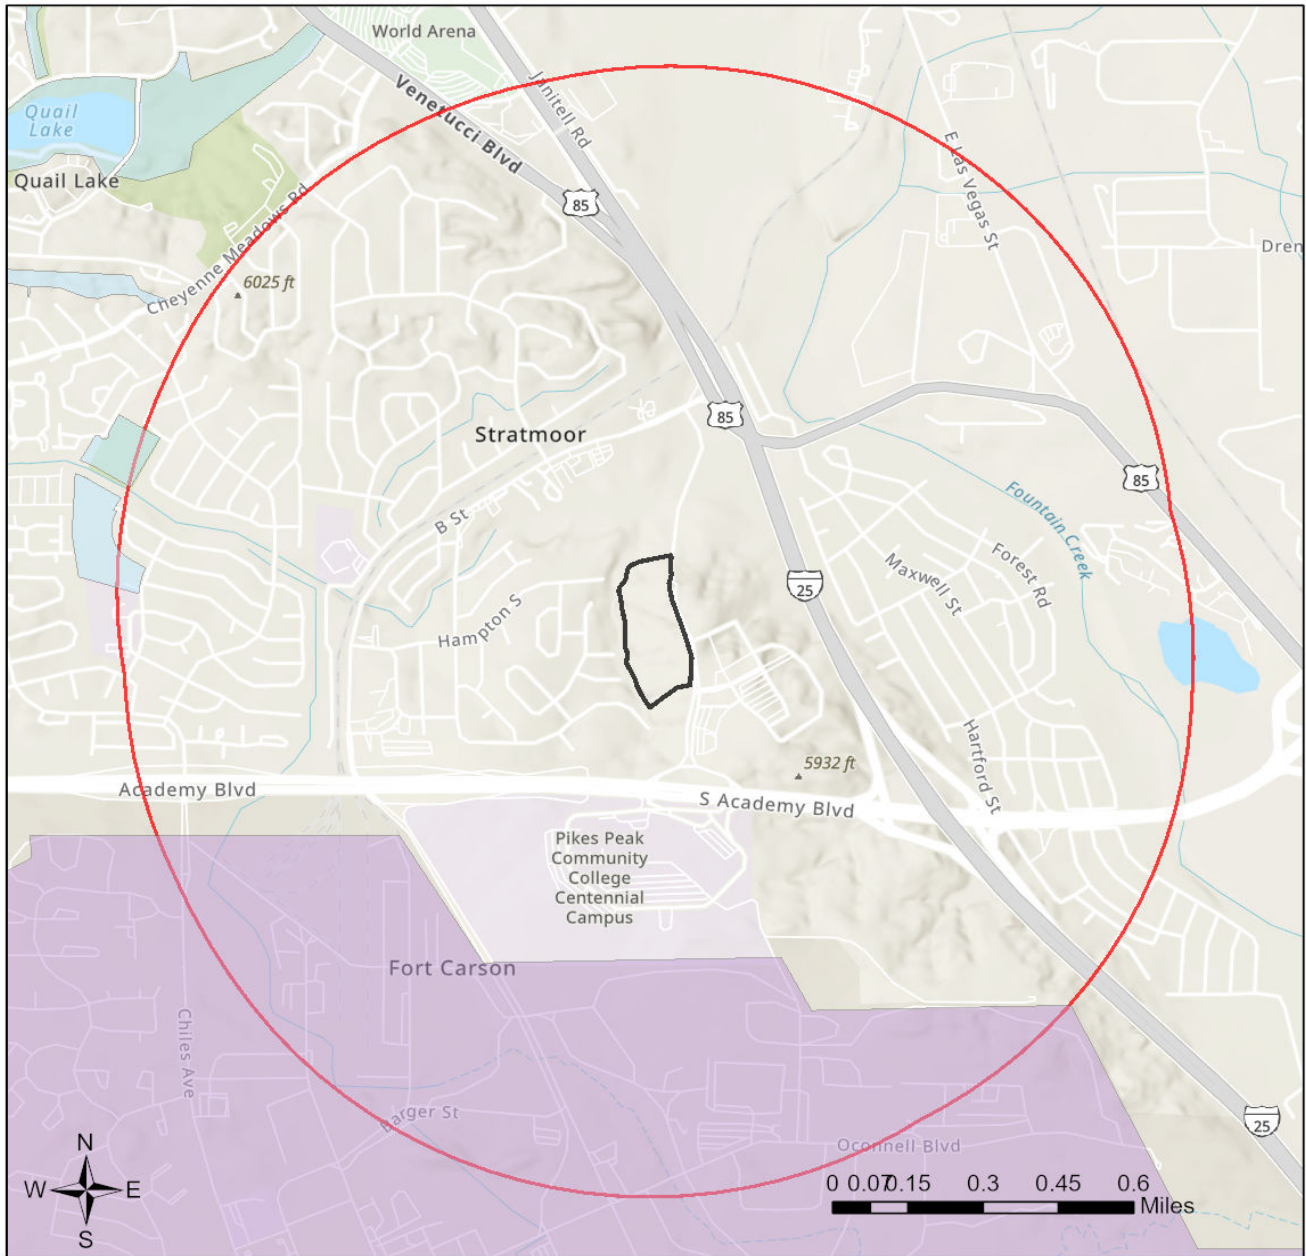 World Arena
Venetucci Blvd
Janitell Rd
Quail
Lake
Quail Lake
85
E Las Vegas St
Dren
Cheyenne Meadows Rd
6025 ft
85
Stratmoor
85
B St
Fountain Creek
Forest Rd
Maxwell St
25
Hampton S
Hartford St
5932 ft
Academy Blvd
S Academy Blvd
Pikes Peak
Community
College
Centennial
Campus
Fort Carson
Chiles Ave
Barger St
Oconnell Blvd
25
N
W E
S
0 0.07 0.15 0.3 0.45 0.6
Miles